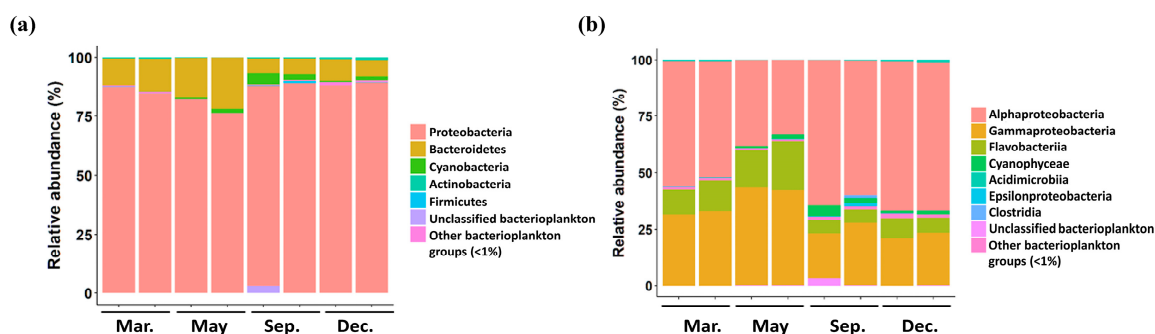 (a)
Relative abundance (%)
100
75
50
25
0
Mar.
May
Sep.
Dec.
Proteobacteria
Bacteroidetes
Cyanobacteria
Actinobacteria
Firmicutes
Unclassified bacterioplankton
Other bacterioplankton
groups (<1%)
(b)
Relative abundance (%)
100
75
50
25
0
Mar.
May
Sep.
Dec.
Alphaproteobacteria
Gammaproteobacteria
Flavobacteriia
Cyanophyceae
Acidimicrobiia
Epsilonproteobacteria
Clostridia
Unclassified bacterioplankton
Other bacterioplankton
groups (<1%)